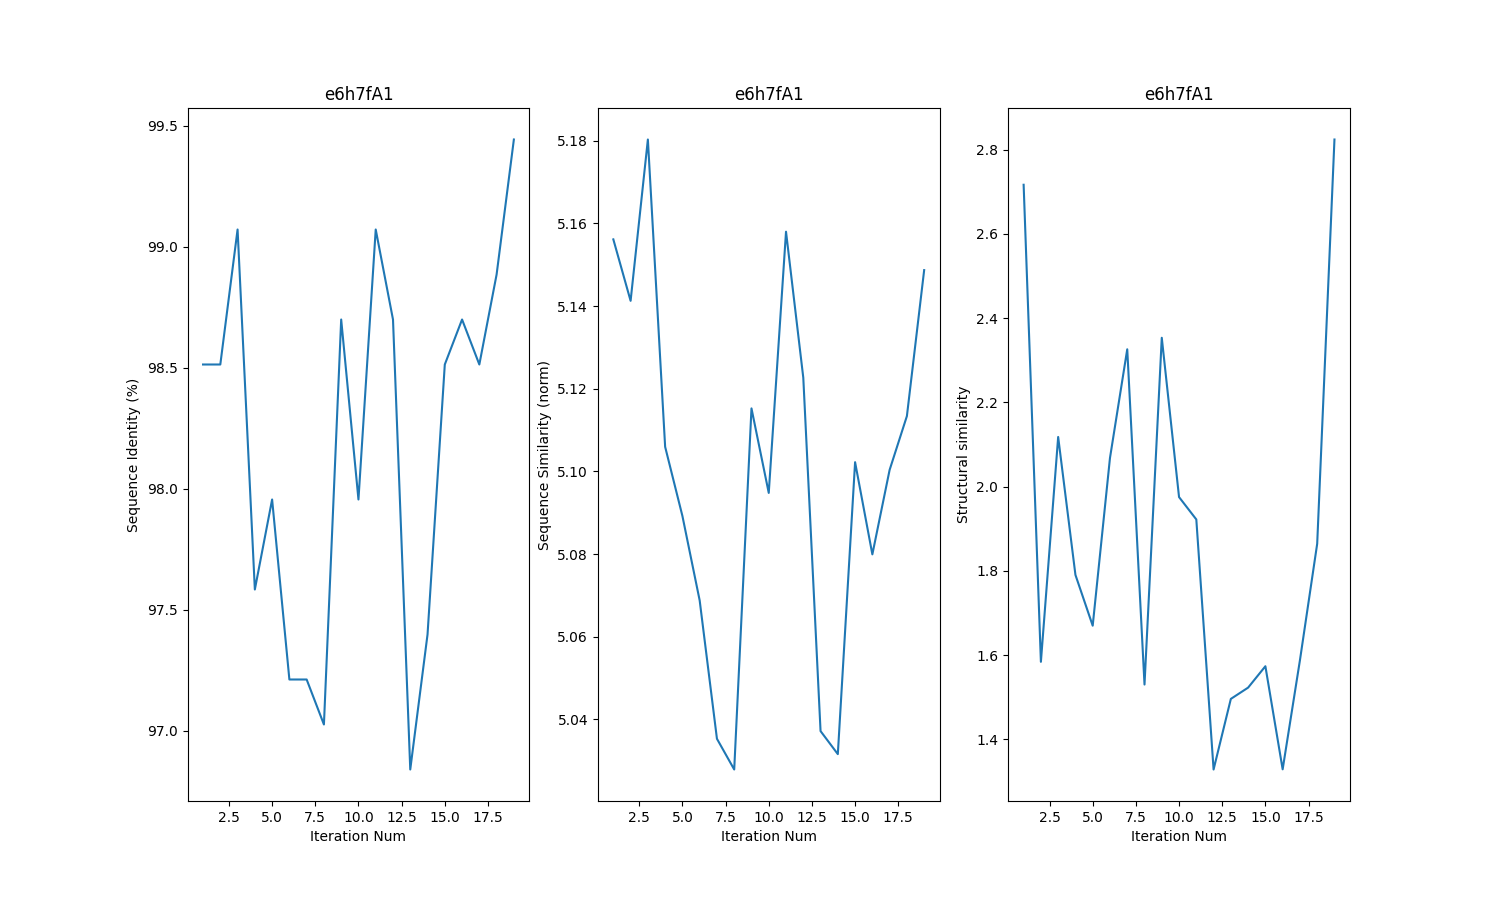 e6h7fA1
99.5
99.0
98.5
98.0
97.5
97.0
Sequence Identity (%)
2.5 5.0 7.5 10.0 12.5 15.0 17.5
Iteration Num
e6h7fA1
5.18
5.16
5.14
5.12
5.10
5.08
5.06
5.04
Sequence Similarity (norm)
2.5 5.0 7.5 10.0 12.5 15.0 17.5
Iteration Num
e6h7fA1
2.8
2.6
2.4
2.2
2.0
1.8
1.6
1.4
Structural similarity
2.5 5.0 7.5 10.0 12.5 15.0 17.5
Iteration Num